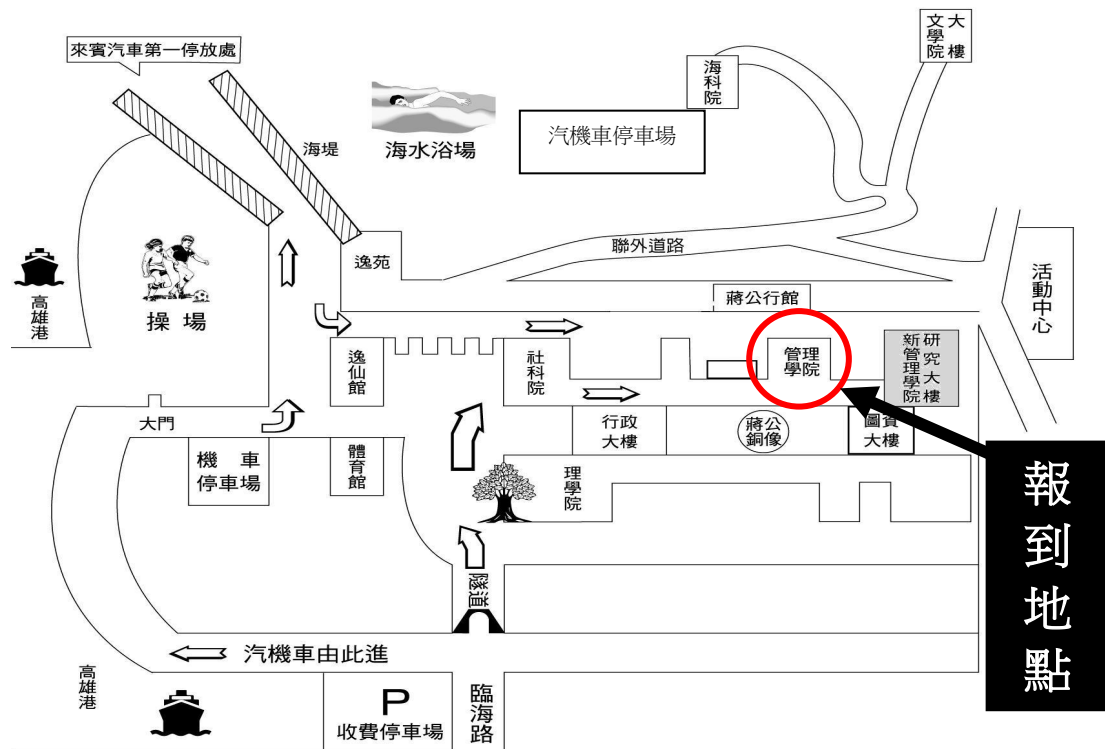 來賓汽車第一停放處
海堤
海水浴場
汽機車停車場
海科院
文學院
大樓
聯外道路
活動中心
高雄港
操場
逸苑
蔣公行館
逸仙館
社科院
管理
學院
新管理學院
研究大樓
大門
機車
停車場
體育館
行政
大樓
蔣公
銅像
圖資
大樓
理學院
報到地點
隧道
汽機車由此進
高雄港
P
收費停車場
臨海路